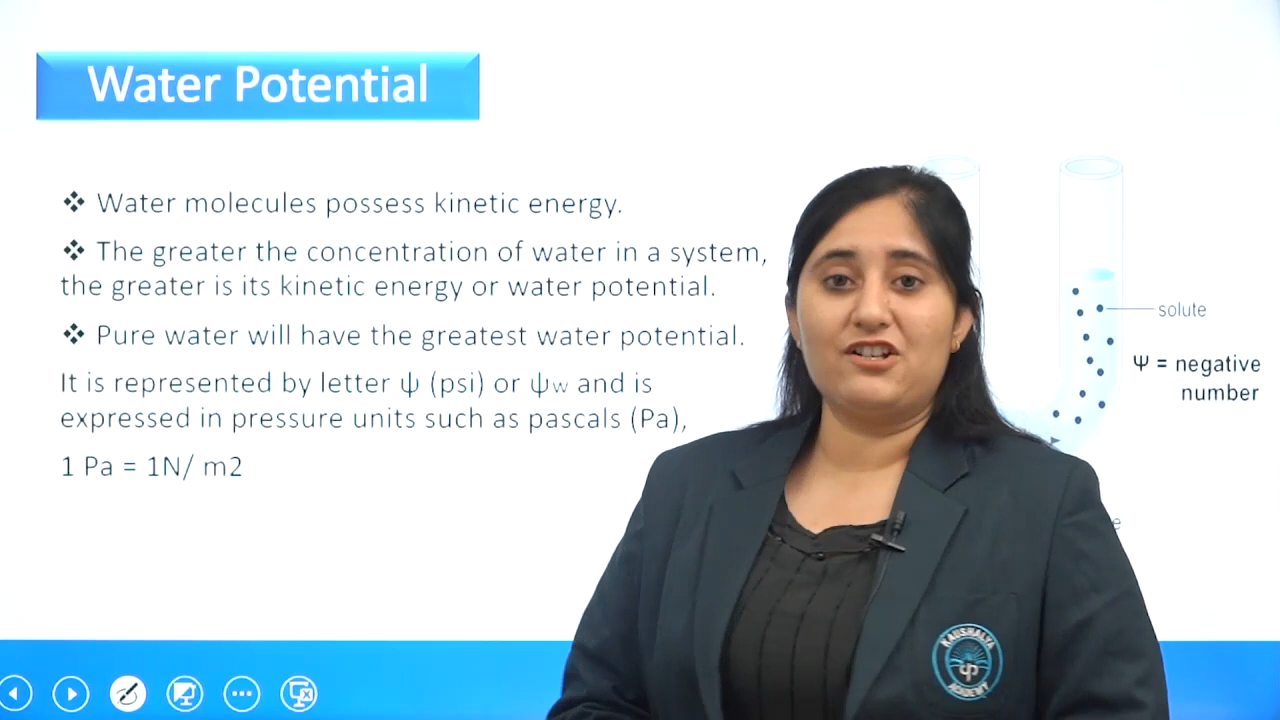 Water Potential
❖ Water molecules possess kinetic energy.
❖ The greater the concentration of water in a system,
the greater is its kinetic energy or water potential.
❖ Pure water will have the greatest water potential.
It is represented by letter ψ (psi) or ψw and is
expressed in pressure units such as pascals (Pa),
1 Pa = 1N/ m2
solute
Ψ = negative
number
KAUSHALYA
ACADEMY